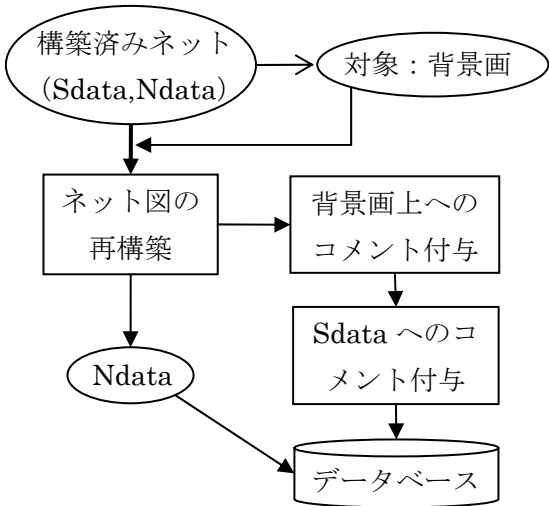 構築済みネット
(Sdata,Ndata)
対象：背景画
ネット図の
再構築
背景画上への
コメント付与
Sdata へのコ
メント付与
Ndata
データベース